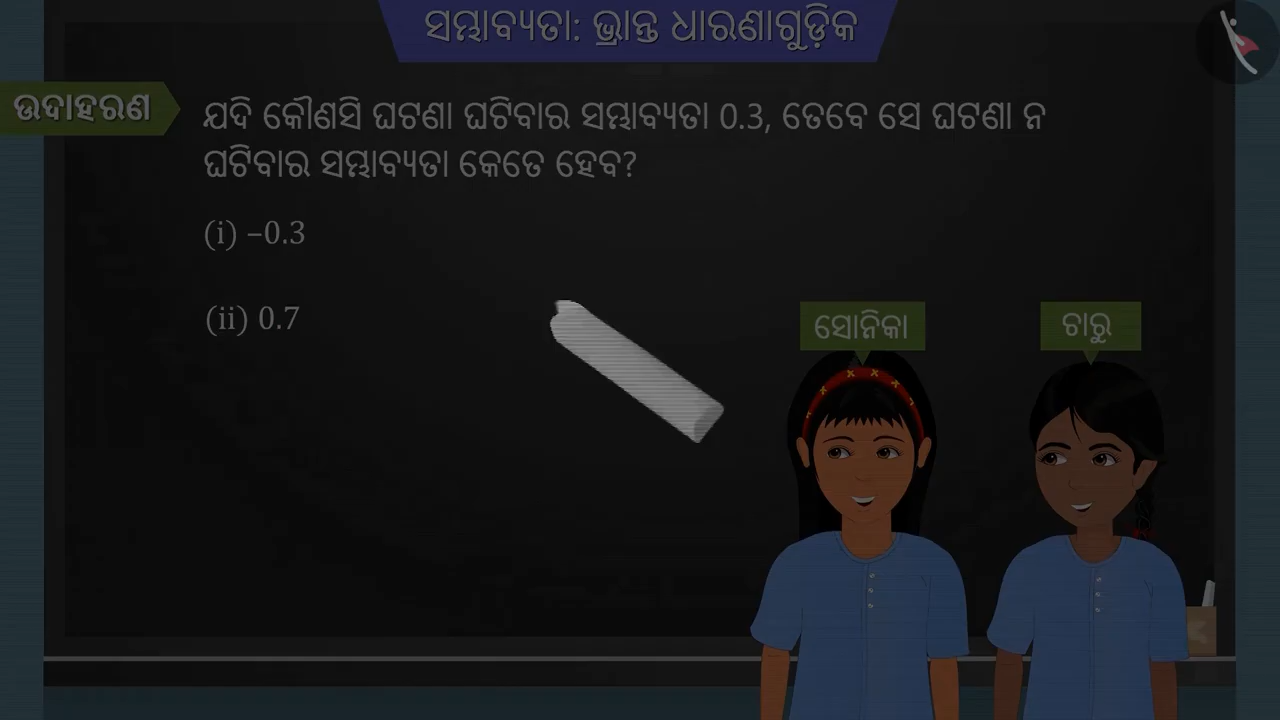 ସମ୍ଭାବ୍ୟତା: ଭ୍ରାନ୍ତ ଧାରଣାଗୁଡ଼ିକ
ଉଦାହରଣ
ଯଦି କୌଣସି ଘଟଣା ଘଟିବାର ସମ୍ଭାବ୍ୟତା 0.3, ତେବେ ସେ ଘଟଣା ନ
ଘଟିବାର ସମ୍ଭାବ୍ୟତା କେତେ ହେବ?
(i) –0.3
(ii) 0.7
ସୋନିକା
ଚାରୁ